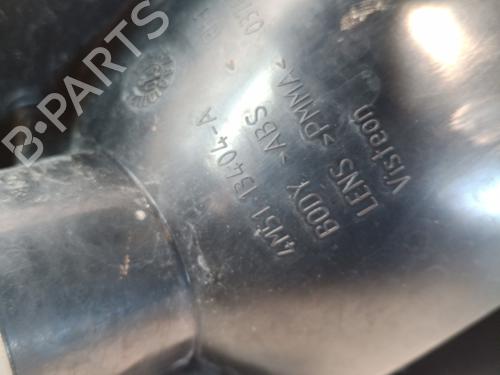 B-PARTS
4M51 13404-A
BODY >ABS<
LENS >PMMA<
Visteon